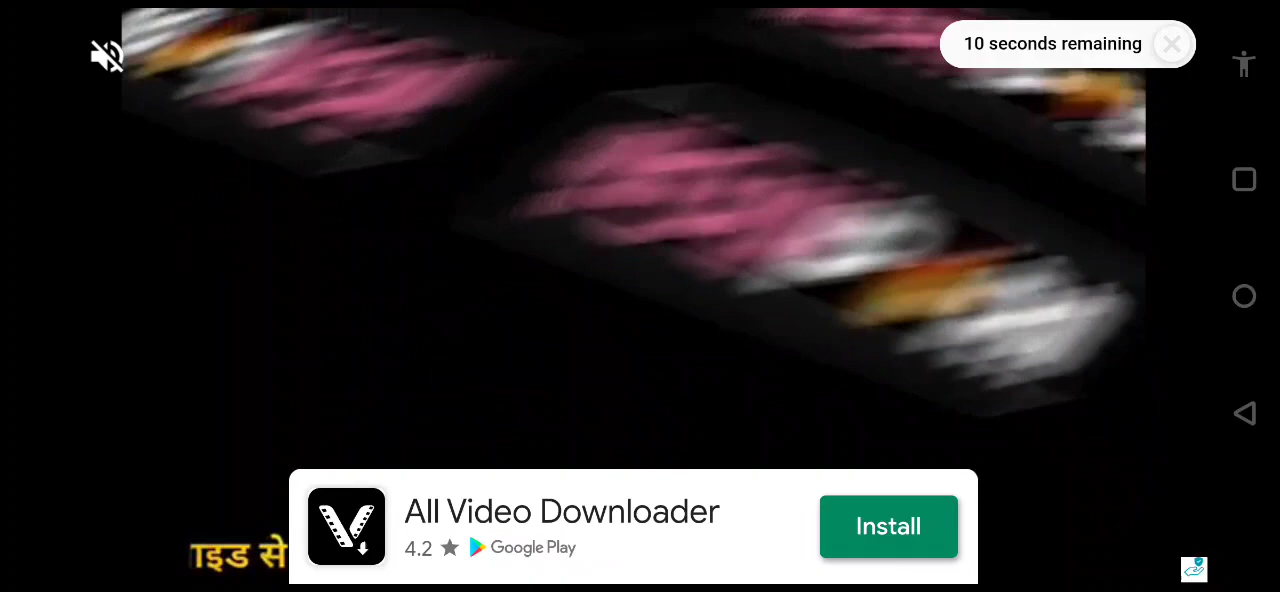 10 seconds remaining
All Video Downloader
4.2 ★ Google Play
Install
इड से